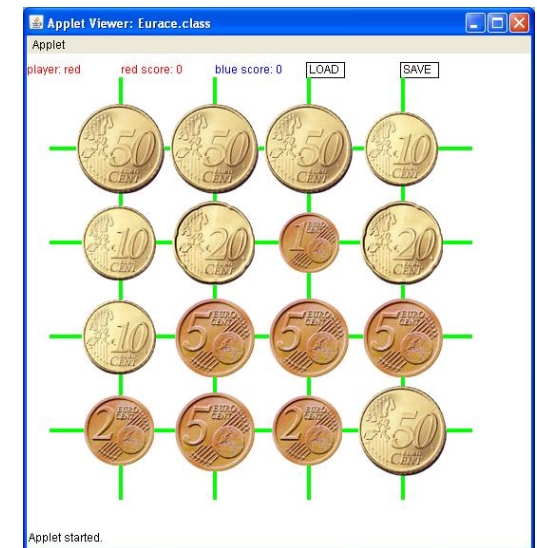 Applet Viewer: Eurace.class
Applet
player: red red score: 0 blue score: 0 LOAD SAVE
50 CENT 50 CENT 50 CENT 10 CENT
10 CENT 20 CENT 1 EURO CENT 20 CENT
10 CENT 5 EURO CENT 5 EURO CENT 5 EURO CENT
2 EURO CENT 5 EURO CENT 2 EURO CENT 50 CENT
Applet started.